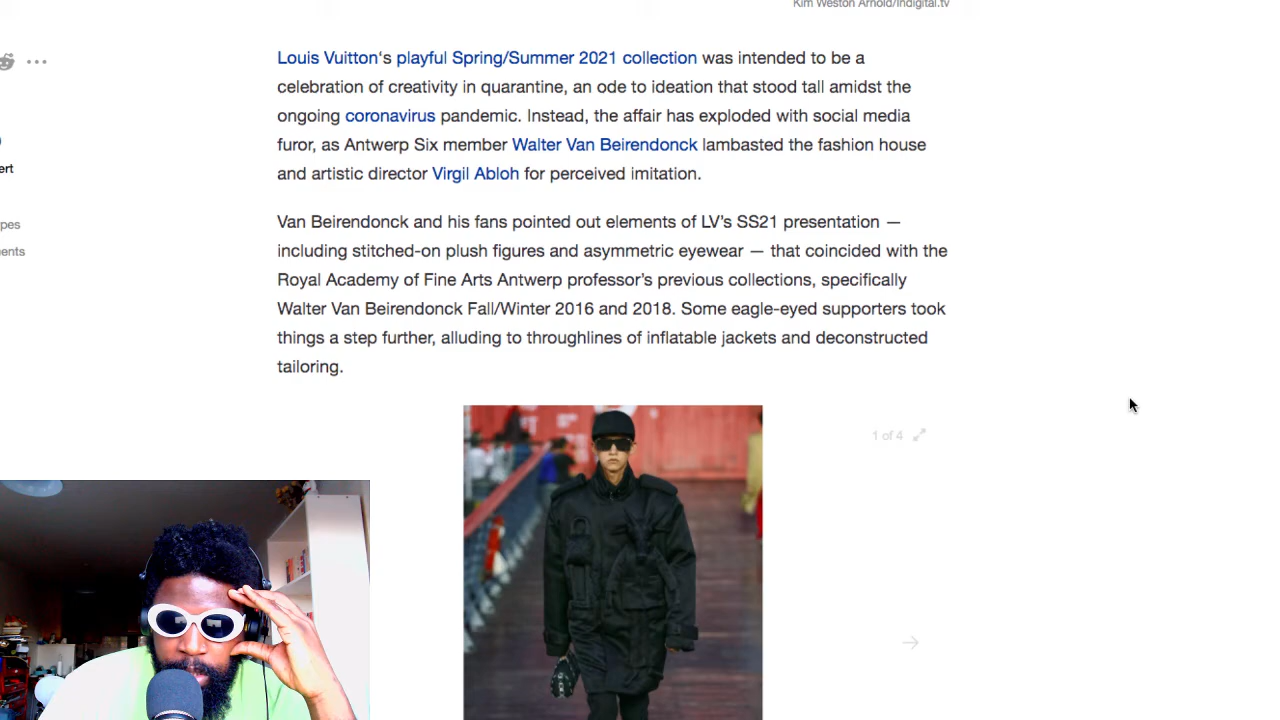 Kim Weston Arnold/Indigital.tv
Louis Vuitton‘s playful Spring/Summer 2021 collection was intended to be a
celebration of creativity in quarantine, an ode to ideation that stood tall amidst the
ongoing coronavirus pandemic. Instead, the affair has exploded with social media
furor, as Antwerp Six member Walter Van Beirendonck lambasted the fashion house
and artistic director Virgil Abloh for perceived imitation.
ert
Van Beirendonck and his fans pointed out elements of LV’s SS21 presentation —
pes
including stitched-on plush figures and asymmetric eyewear — that coincided with the
ents
Royal Academy of Fine Arts Antwerp professor’s previous collections, specifically
Walter Van Beirendonck Fall/Winter 2016 and 2018. Some eagle-eyed supporters took
things a step further, alluding to throughlines of inflatable jackets and deconstructed
tailoring.
1 of 4